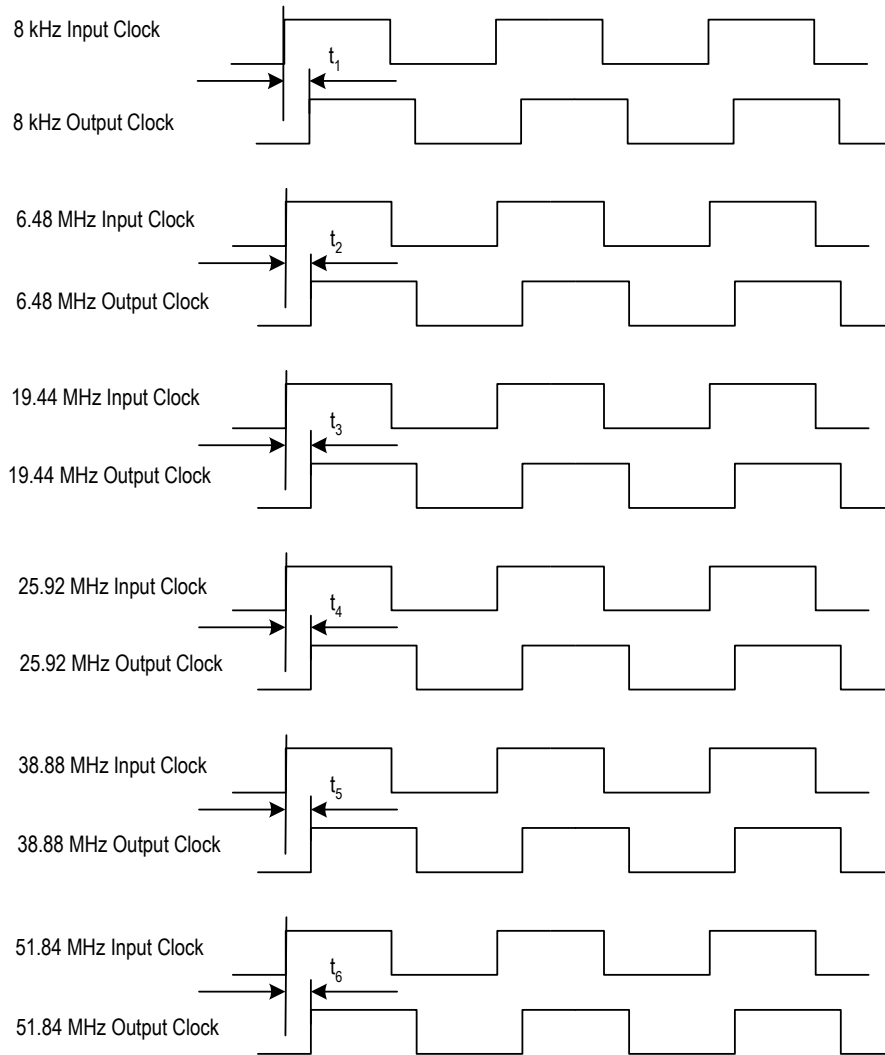 8 kHz Input Clock
t1
8 kHz Output Clock
6.48 MHz Input Clock
t2
6.48 MHz Output Clock
19.44 MHz Input Clock
t3
19.44 MHz Output Clock
25.92 MHz Input Clock
t4
25.92 MHz Output Clock
38.88 MHz Input Clock
t5
38.88 MHz Output Clock
51.84 MHz Input Clock
t6
51.84 MHz Output Clock